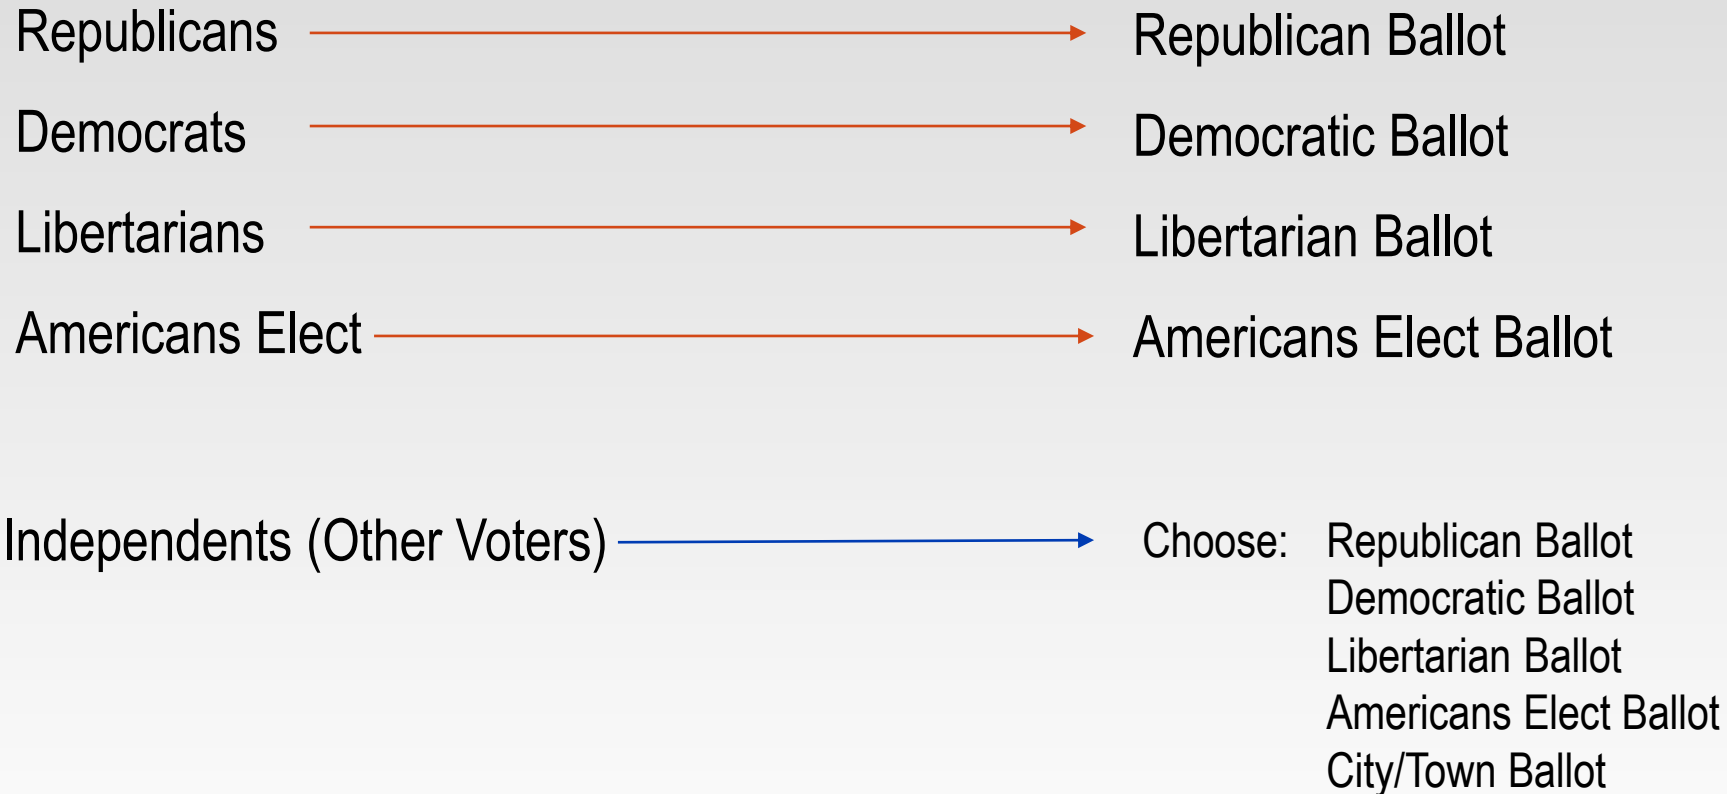 Republicans Republican Ballot
Democrats Democratic Ballot
Libertarians Libertarian Ballot
Americans Elect Americans Elect Ballot
Independents (Other Voters) Choose: Republican Ballot
Democratic Ballot
Libertarian Ballot
Americans Elect Ballot
City/Town Ballot